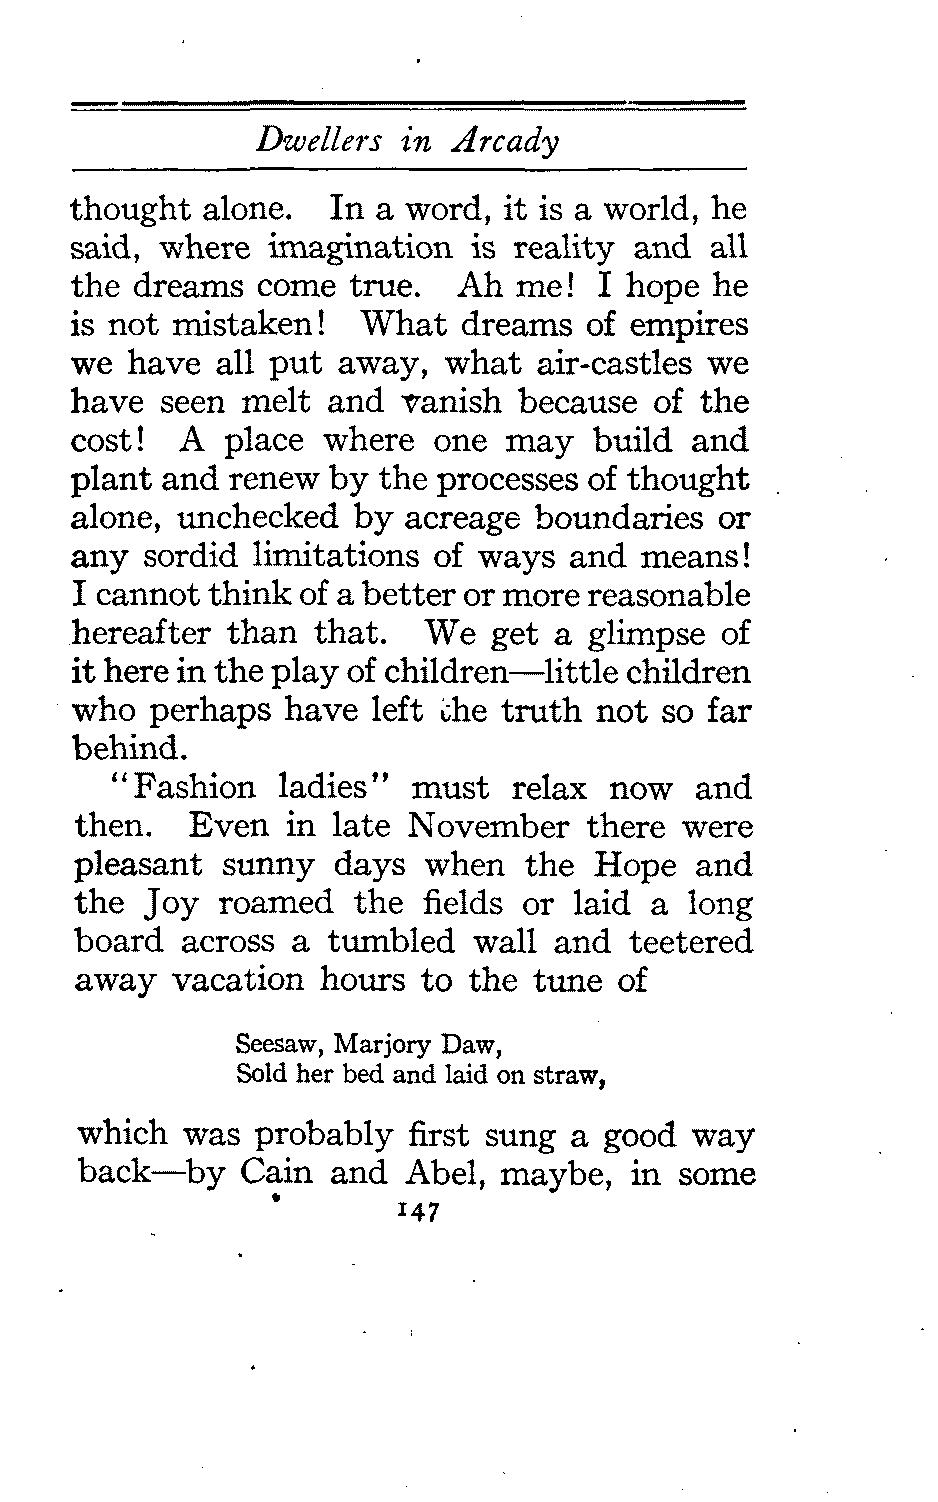 Dwellers in Arcady
thought alone. In a word, it is a world, he
said, where imagination is reality and all
the dreams come true. Ah me! I hope he
is not mistaken! What dreams of empires
we have all put away, what air-castles we
have seen melt and vanish because of the
cost! A place where one may build and
plant and renew by the processes of thought
alone, unchecked by acreage boundaries or
any sordid limitations of ways and means!
I cannot think of a better or more reasonable
hereafter than that. We get a glimpse of
it here in the play of children—little children
who perhaps have left the truth not so far
behind.
"Fashion ladies" must relax now and
then. Even in late November there were
pleasant sunny days when the Hope and
the Joy roamed the fields or laid a long
board across a tumbled wall and teetered
away vacation hours to the tune of
Seesaw, Marjory Daw,
Sold her bed and laid on straw,
which was probably first sung a good way
back—by Cain and Abel, maybe, in some
147